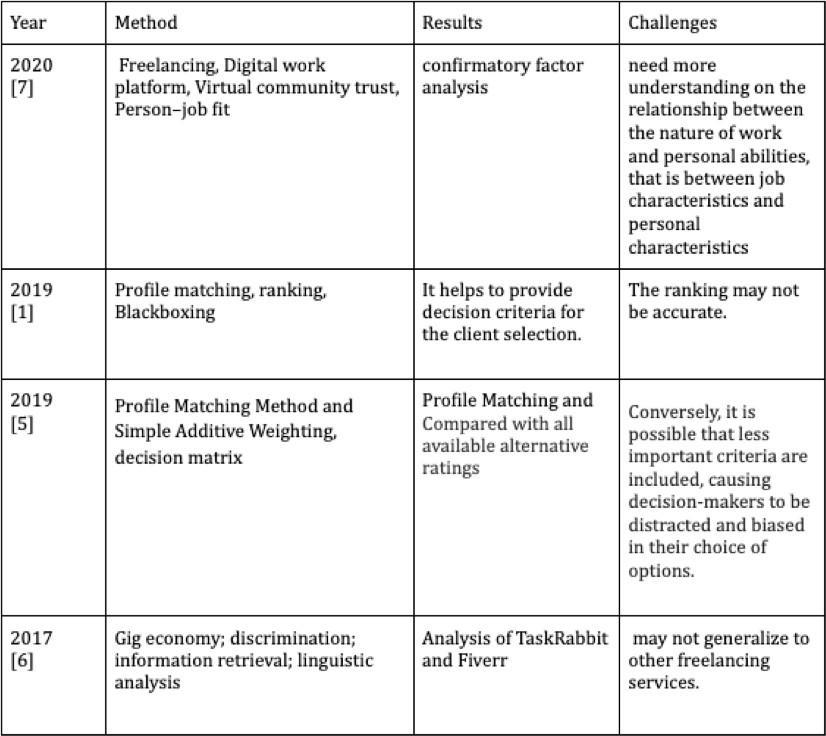 Year
Method
Results
Challenges
2020
[7]
Freelancing, Digital work
platform, Virtual community trust,
Person–job fit
confirmatory factor
analysis
need more
understanding on the
relationship between
the nature of work
and personal abilities,
that is between job
characteristics and
personal
characteristics
2019
[1]
Profile matching, ranking,
Blackboxing
It helps to provide
decision criteria for
the client selection.
The ranking may not
be accurate.
2019
[5]
Profile Matching Method and
Simple Additive Weighting,
decision matrix
Profile Matching and
Compared with all
available alternative
ratings
Conversely, it is
possible that less
important criteria are
included, causing
decision-makers to be
distracted and biased
in their choice of
options.
2017
[6]
Gig economy; discrimination;
information retrieval; linguistic
analysis
Analysis of TaskRabbit
and Fiverr
may not generalize to
other freelancing
services.